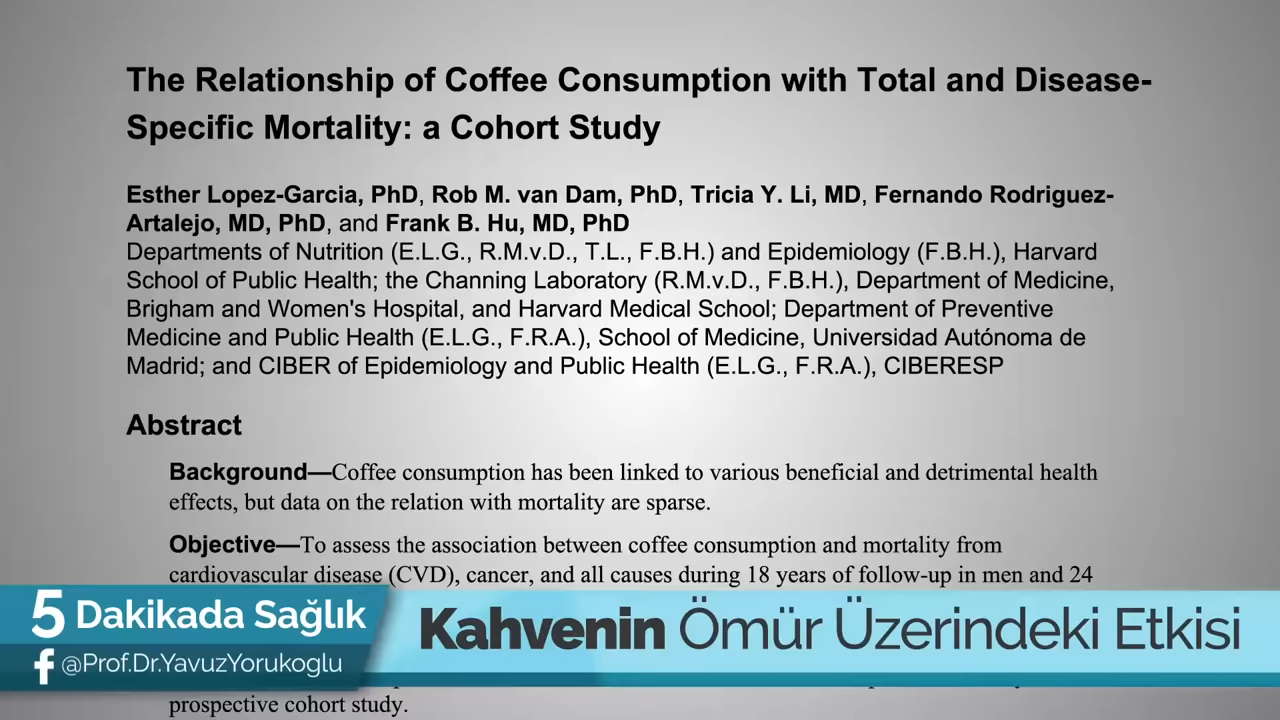 The Relationship of Coffee Consumption with Total and Disease-
Specific Mortality: a Cohort Study
Esther Lopez-Garcia, PhD, Rob M. van Dam, PhD, Tricia Y. Li, MD, Fernando Rodriguez-
Artalejo, MD, PhD, and Frank B. Hu, MD, PhD
Departments of Nutrition (E.L.G., R.M.v.D., T.L., F.B.H.) and Epidemiology (F.B.H.), Harvard
School of Public Health; the Channing Laboratory (R.M.v.D., F.B.H.), Department of Medicine,
Brigham and Women's Hospital, and Harvard Medical School; Department of Preventive
Medicine and Public Health (E.L.G., F.R.A.), School of Medicine, Universidad Autónoma de
Madrid; and CIBER of Epidemiology and Public Health (E.L.G., F.R.A.), CIBERESP
Abstract
Background—Coffee consumption has been linked to various beneficial and detrimental health
effects, but data on the relation with mortality are sparse.
Objective—To assess the association between coffee consumption and mortality from
cardiovascular disease (CVD), cancer, and all causes during 18 years of follow-up in men and 24
5 Dakikada Sağlık
@Prof.Dr.YavuzYorukoglu
Kahvenin Ömür Üzerindeki Etkisi
prospective cohort study.